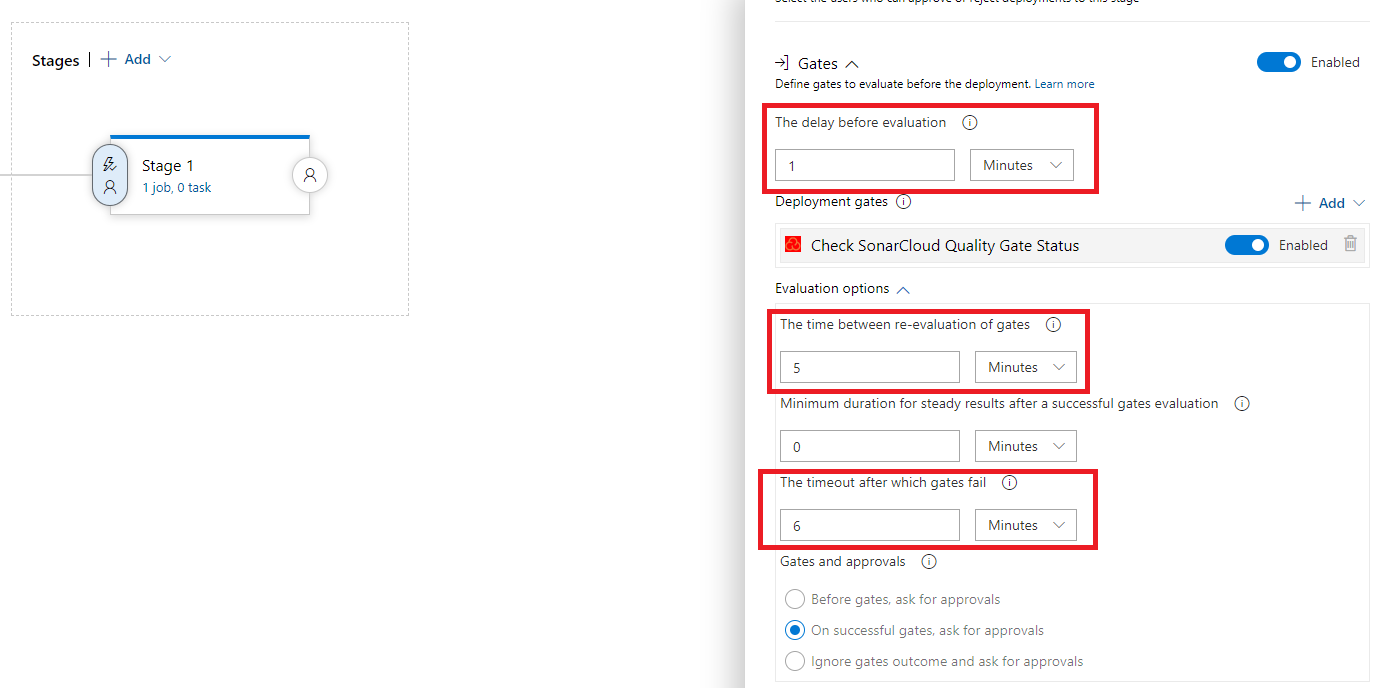 Select the users who can approve or reject deployments to this stage
Stages | + Add
Stage 1
1 job, 0 task
Gates
Enabled
Define gates to evaluate before the deployment. Learn more
The delay before evaluation
1
Minutes
Deployment gates
Add
Check SonarCloud Quality Gate Status
Enabled
Evaluation options
The time between re-evaluation of gates
5
Minutes
Minimum duration for steady results after a successful gates evaluation
0
Minutes
The timeout after which gates fail
6
Minutes
Gates and approvals
Before gates, ask for approvals
On successful gates, ask for approvals
Ignore gates outcome and ask for approvals